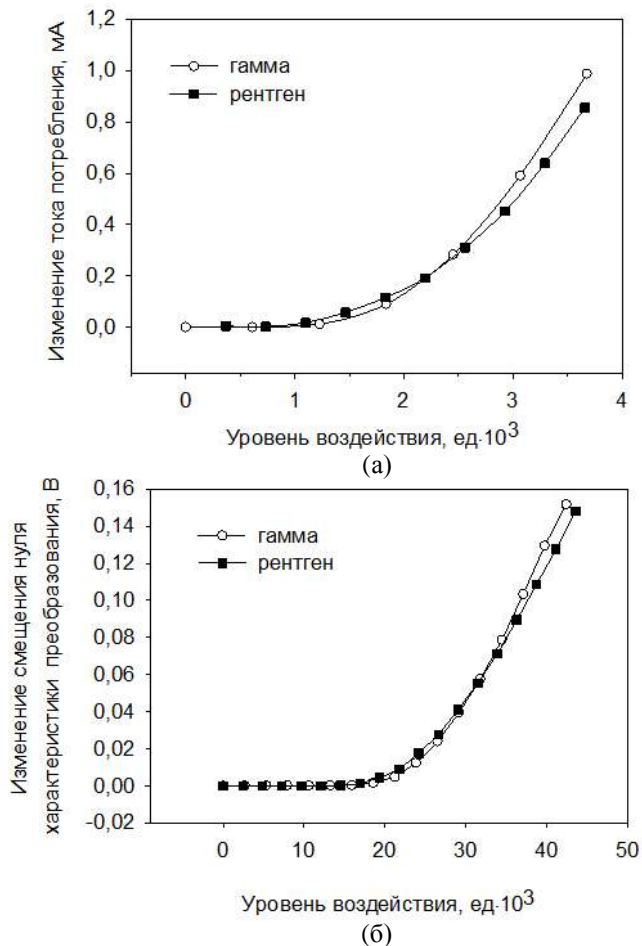 1,2
1,0
0,8
0,6
0,4
0,2
0,0
Изменение тока потребления, мА
гамма
рентген
0
1
2
3
4
Уровень воздействия, ед·10³
(а)
0,16
0,14
0,12
0,10
0,08
0,06
0,04
0,02
0,00
-0,02
Изменение смещения нуля
характеристики преобразования, В
гамма
рентген
0
10
20
30
40
50
Уровень воздействия, ед·10³
(б)